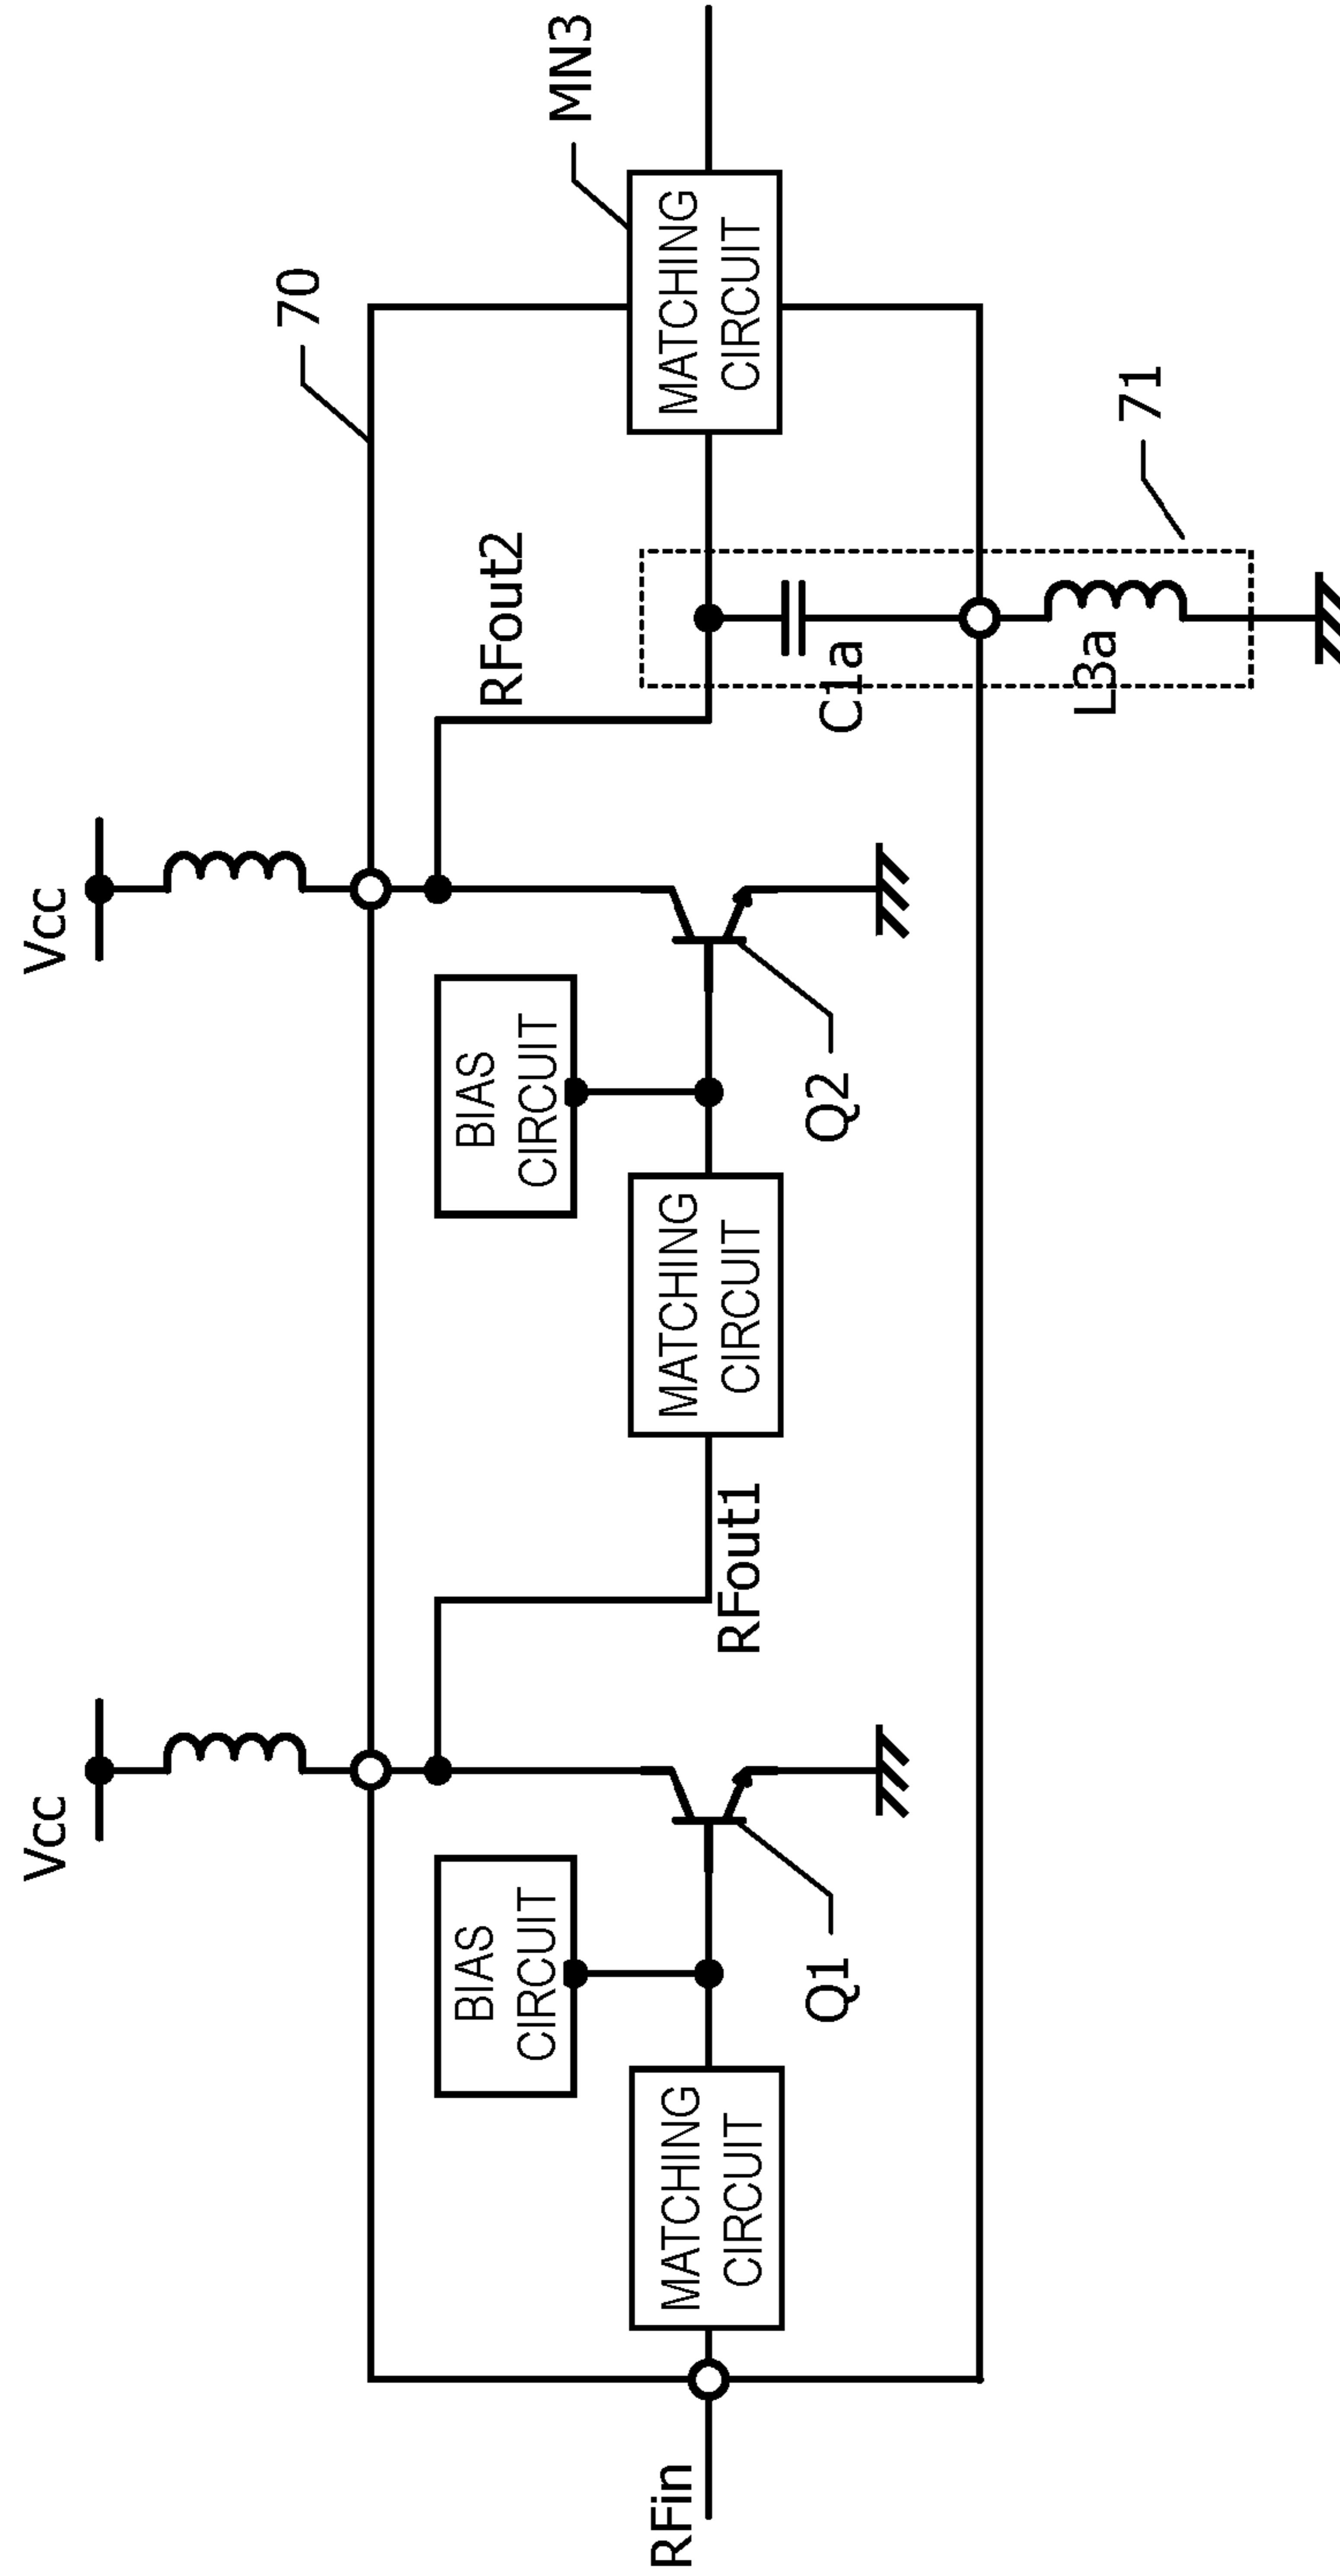 Vcc
Vcc
70
MN3
BIAS
CIRCUIT
BIAS
CIRCUIT
RFout2
RFin
MATCHING
CIRCUIT
MATCHING
CIRCUIT
MATCHING
CIRCUIT
RFout1
Q1
Q2
C1a
L3a
71